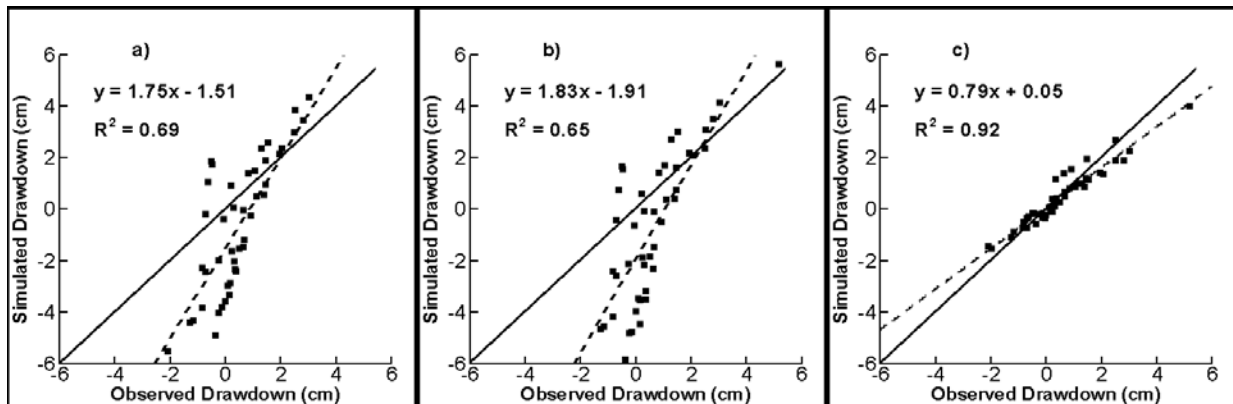 a)
y = 1.75x - 1.51
R² = 0.69
Simulated Drawdown (cm)
6
4
2
0
-2
-4
-6
-6 -4 -2 0 2 4 6
Observed Drawdown (cm)
b)
y = 1.83x - 1.91
R² = 0.65
Simulated Drawdown (cm)
6
4
2
0
-2
-4
-6
-6 -4 -2 0 2 4 6
Observed Drawdown (cm)
c)
y = 0.79x + 0.05
R² = 0.92
Simulated Drawdown (cm)
6
4
2
0
-2
-4
-6
-6 -4 -2 0 2 4 6
Observed Drawdown (cm)